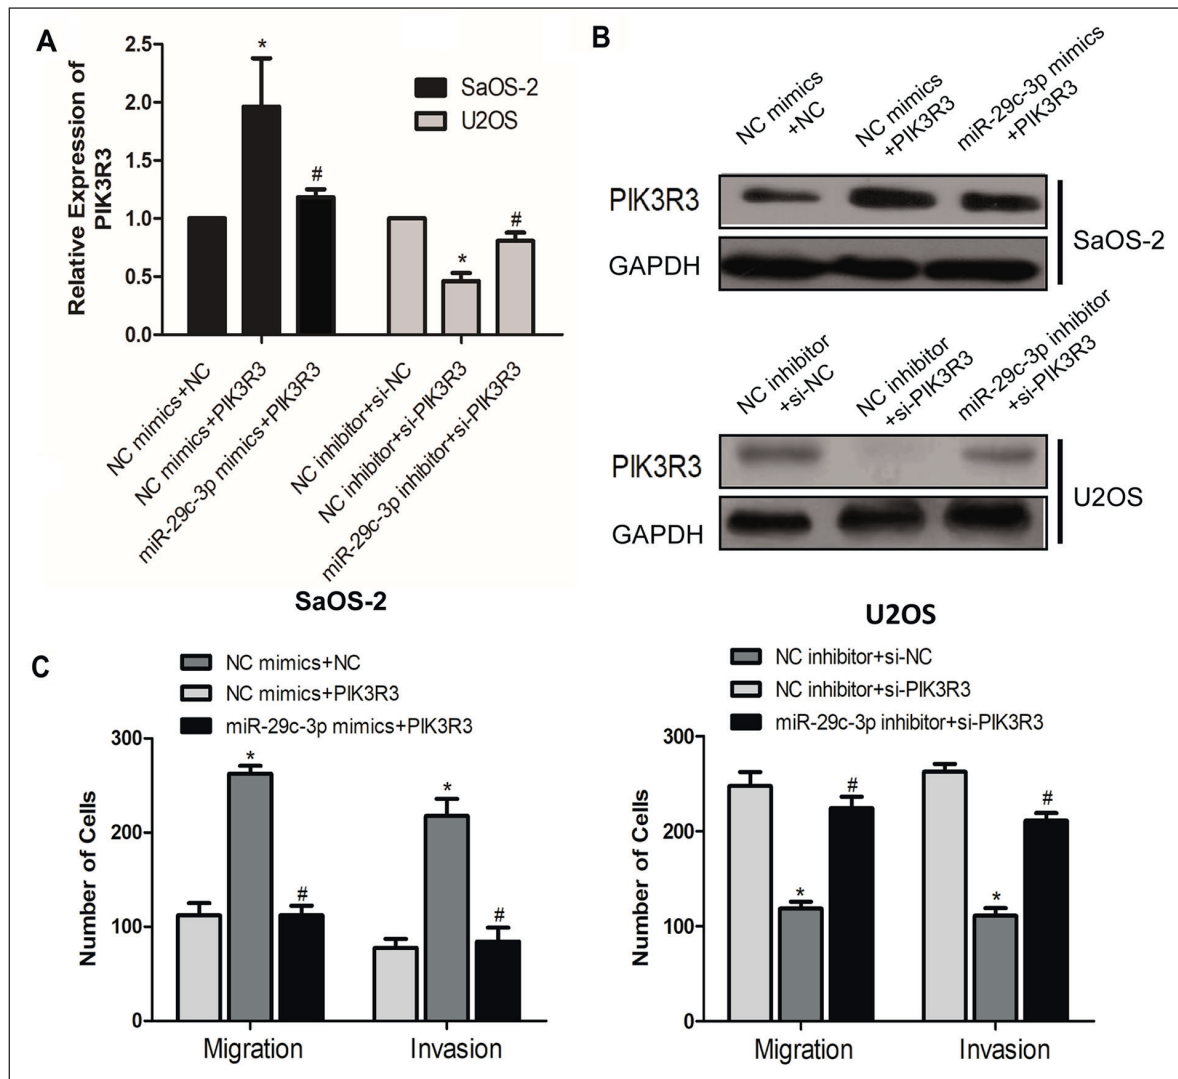 A
Relative Expression of
PIK3R3
2.5
2.0
1.5
1.0
0.5
0.0
*
#
#
*
SaOS-2
U2OS
NC mimics+NC
NC mimics+PIK3R3
miR-29c-3p mimics+PIK3R3
NC inhibitor+si-NC
NC inhibitor+si-PIK3R3
miR-29c-3p inhibitor+si-PIK3R3
B
NC mimics
+NC
NC mimics
+PIK3R3
miR-29c-3p mimics
+PIK3R3
PIK3R3
GAPDH
SaOS-2
NC inhibitor
+si-NC
NC inhibitor
+si-PIK3R3
miR-29c-3p inhibitor
+si-PIK3R3
PIK3R3
GAPDH
U2OS
C
SaOS-2
NC mimics+NC
NC mimics+PIK3R3
miR-29c-3p mimics+PIK3R3
Number of Cells
300
200
100
0
*
#
*
#
Migration
Invasion
U2OS
NC inhibitor+si-NC
NC inhibitor+si-PIK3R3
miR-29c-3p inhibitor+si-PIK3R3
Number of Cells
300
200
100
0
*
#
*
#
Migration
Invasion